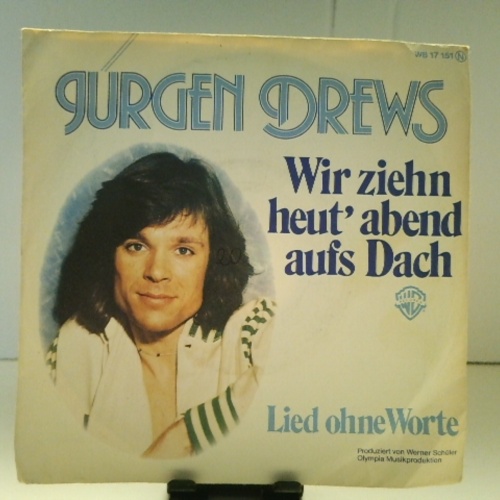 WB 17 151 N
JÜRGEN DREWS
Wir ziehn
heut' abend
aufs Dach
Lied ohne Worte
Produziert von Werner Schüler
Olympia Musikproduktion